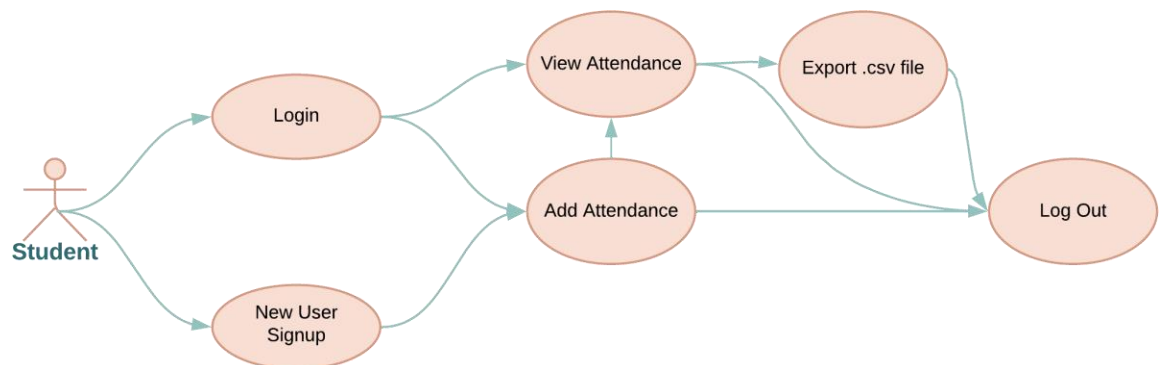 View Attendance
Export .csv file
Login
Add Attendance
Log Out
Student
New User
Signup